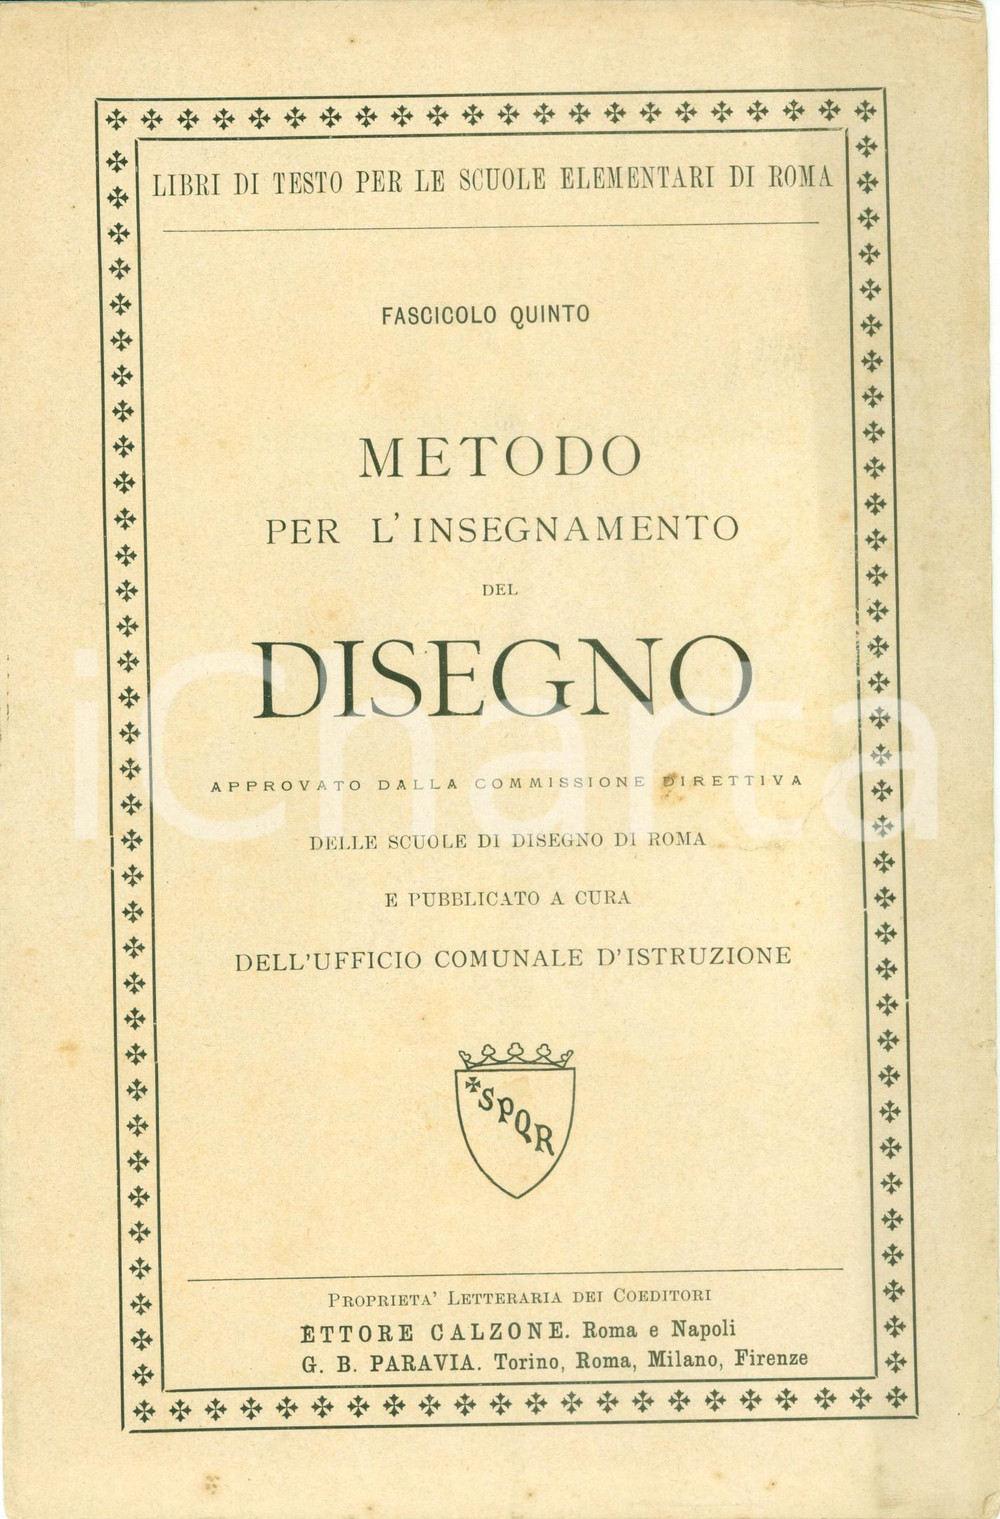 LIBRI DI TESTO PER LE SCUOLE ELEMENTARI DI ROMA
FASCICOLO QUINTO
METODO
PER L'INSEGNAMENTO
DEL
DISEGNO
APPROVATO DALLA COMMISSIONE DIRETTIVA
DELLE SCUOLE DI DISEGNO DI ROMA
E PUBBLICATO A CURA
DELL'UFFICIO COMUNALE D'ISTRUZIONE
SPQR
PROPRIETA' LETTERARIA DEI COEDITORI
ETTORE CALZONE. Roma e Napoli
G. B. PARAVIA. Torino, Roma, Milano, Firenze
iCharta